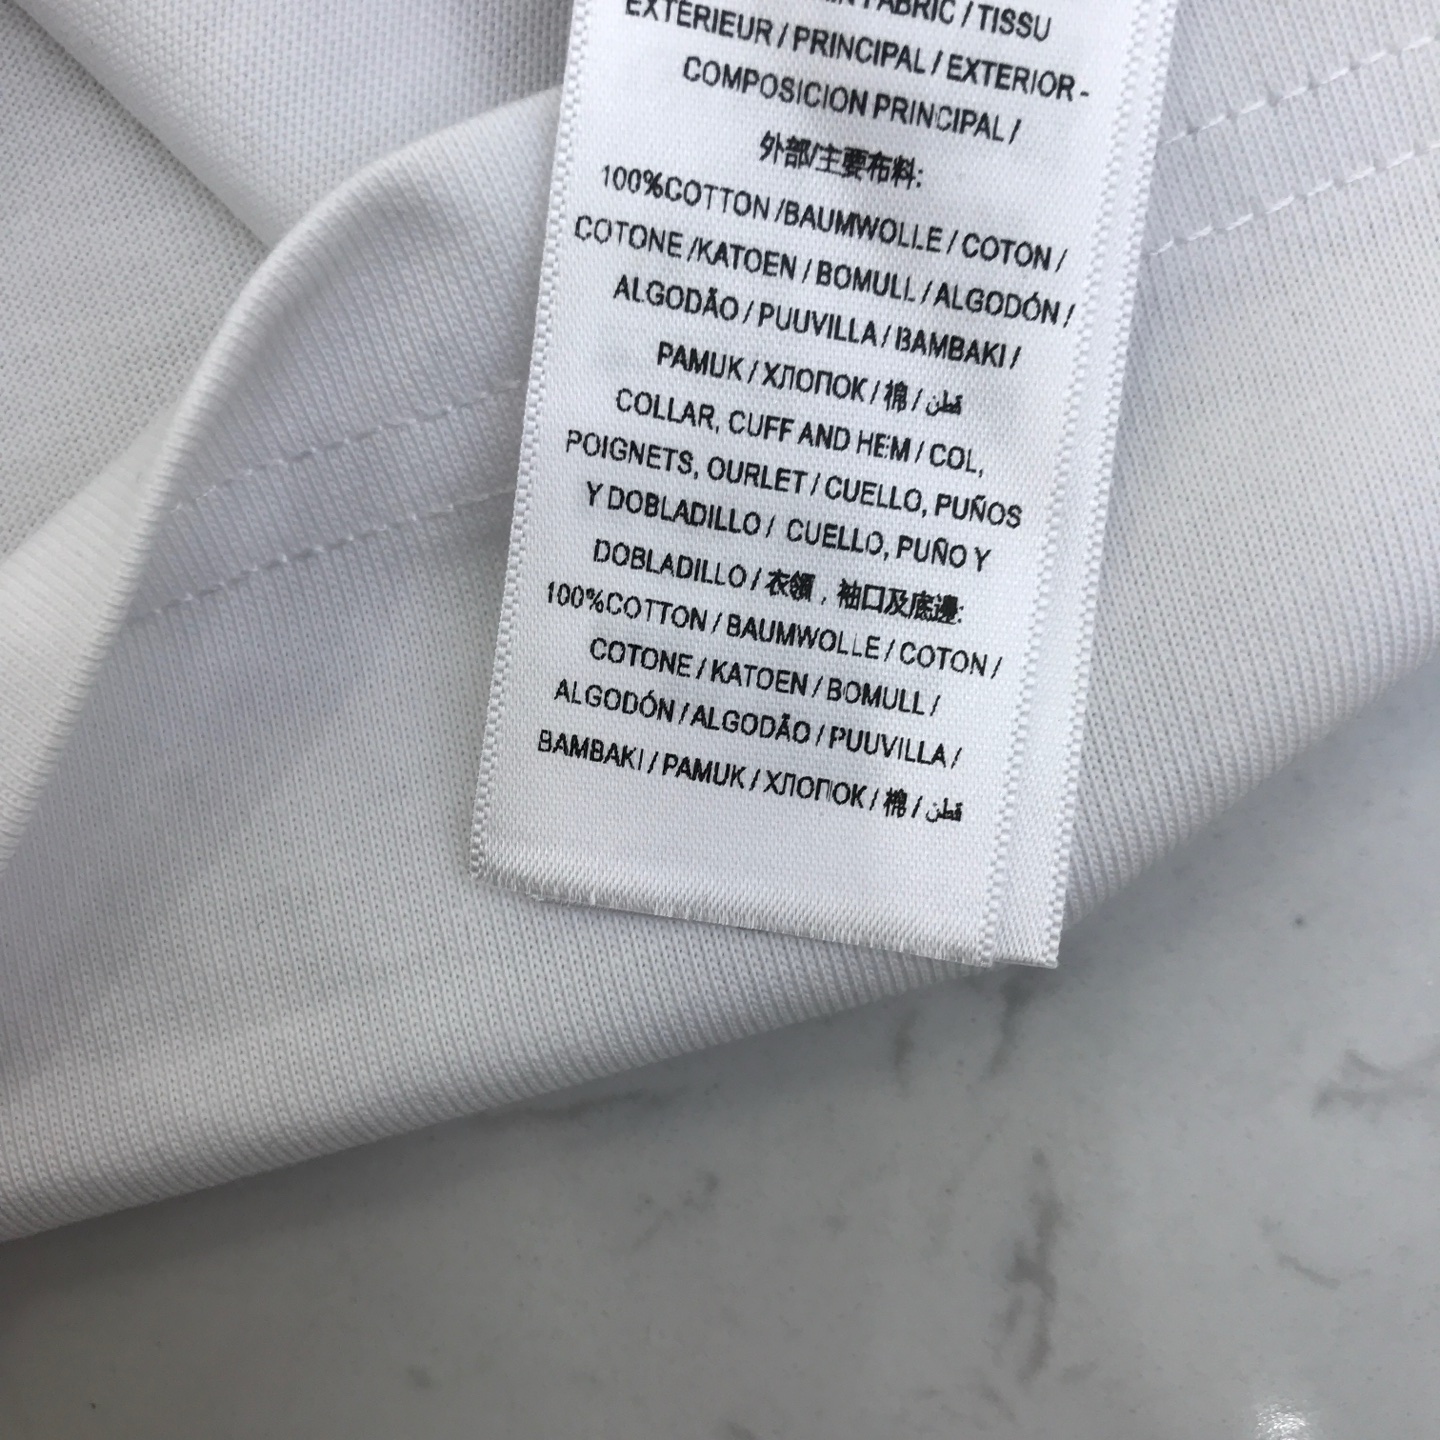 FABRIC / TISSU
EXTERIEUR / PRINCIPAL / EXTERIOR -
COMPOSICION PRINCIPAL /
外部/主要布料:
100%COTTON /BAUMWOLLE / COTON /
COTONE /KATOEN / BOMULL / ALGODÓN /
ALGODÃO / PUUVILLA / BAMBAKI /
PAMUK / ХЛОПОК / 棉 / قطن
COLLAR, CUFF AND HEM / COL,
POIGNETS, OURLET / CUELLO, PUÑOS
Y DOBLADILLO / CUELLO, PUÑO Y
DOBLADILLO / 衣領，袖口及底邊:
100%COTTON / BAUMWOLLE / COTON /
COTONE / KATOEN / BOMULL /
ALGODÓN / ALGODÃO / PUUVILLA /
BAMBAKI / PAMUK / ХЛОПОК / 棉 / قطن